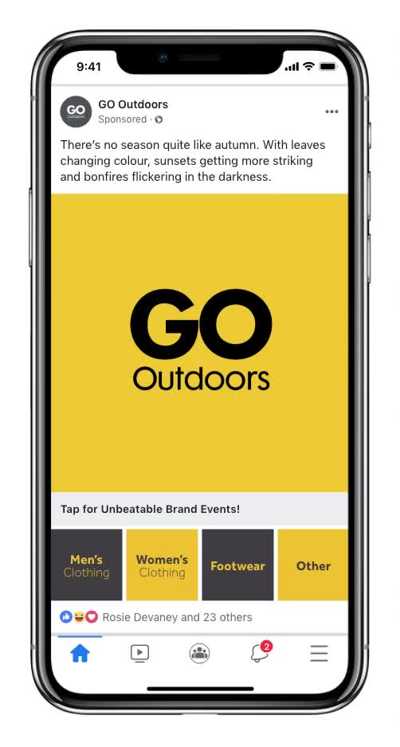 9:41
GO
GO Outdoors
Sponsored ·
There's no season quite like autumn. With leaves
changing colour, sunsets getting more striking
and bonfires flickering in the darkness.
GO
Outdoors
Tap for Unbeatable Brand Events!
Men's
Clothing
Women's
Clothing
Footwear
Other
Rosie Devaney and 23 others
2